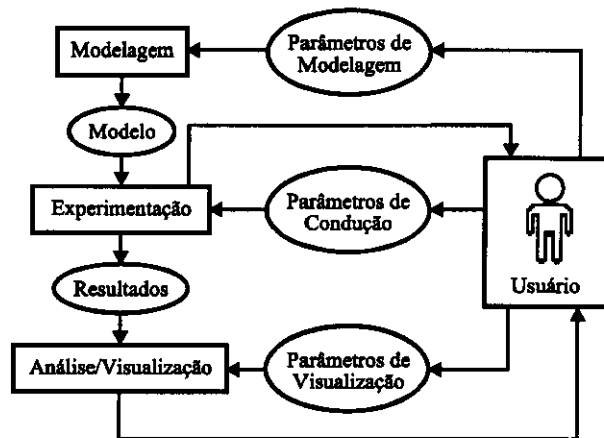 Modelagem
Parâmetros de
Modelagem
Modelo
Experimentação
Parâmetros de
Condução
Usuário
Resultados
Análise/Visualização
Parâmetros de
Visualização